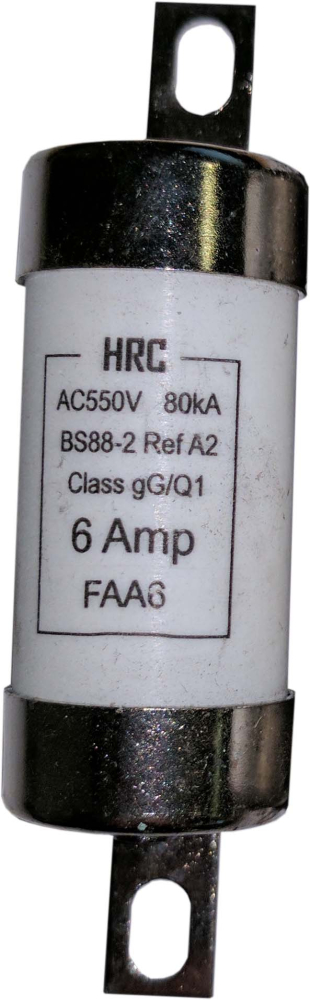 HRC
AC550V 80kA
BS88-2 Ref A2
Class gG/Q1
6 Amp
FAA6